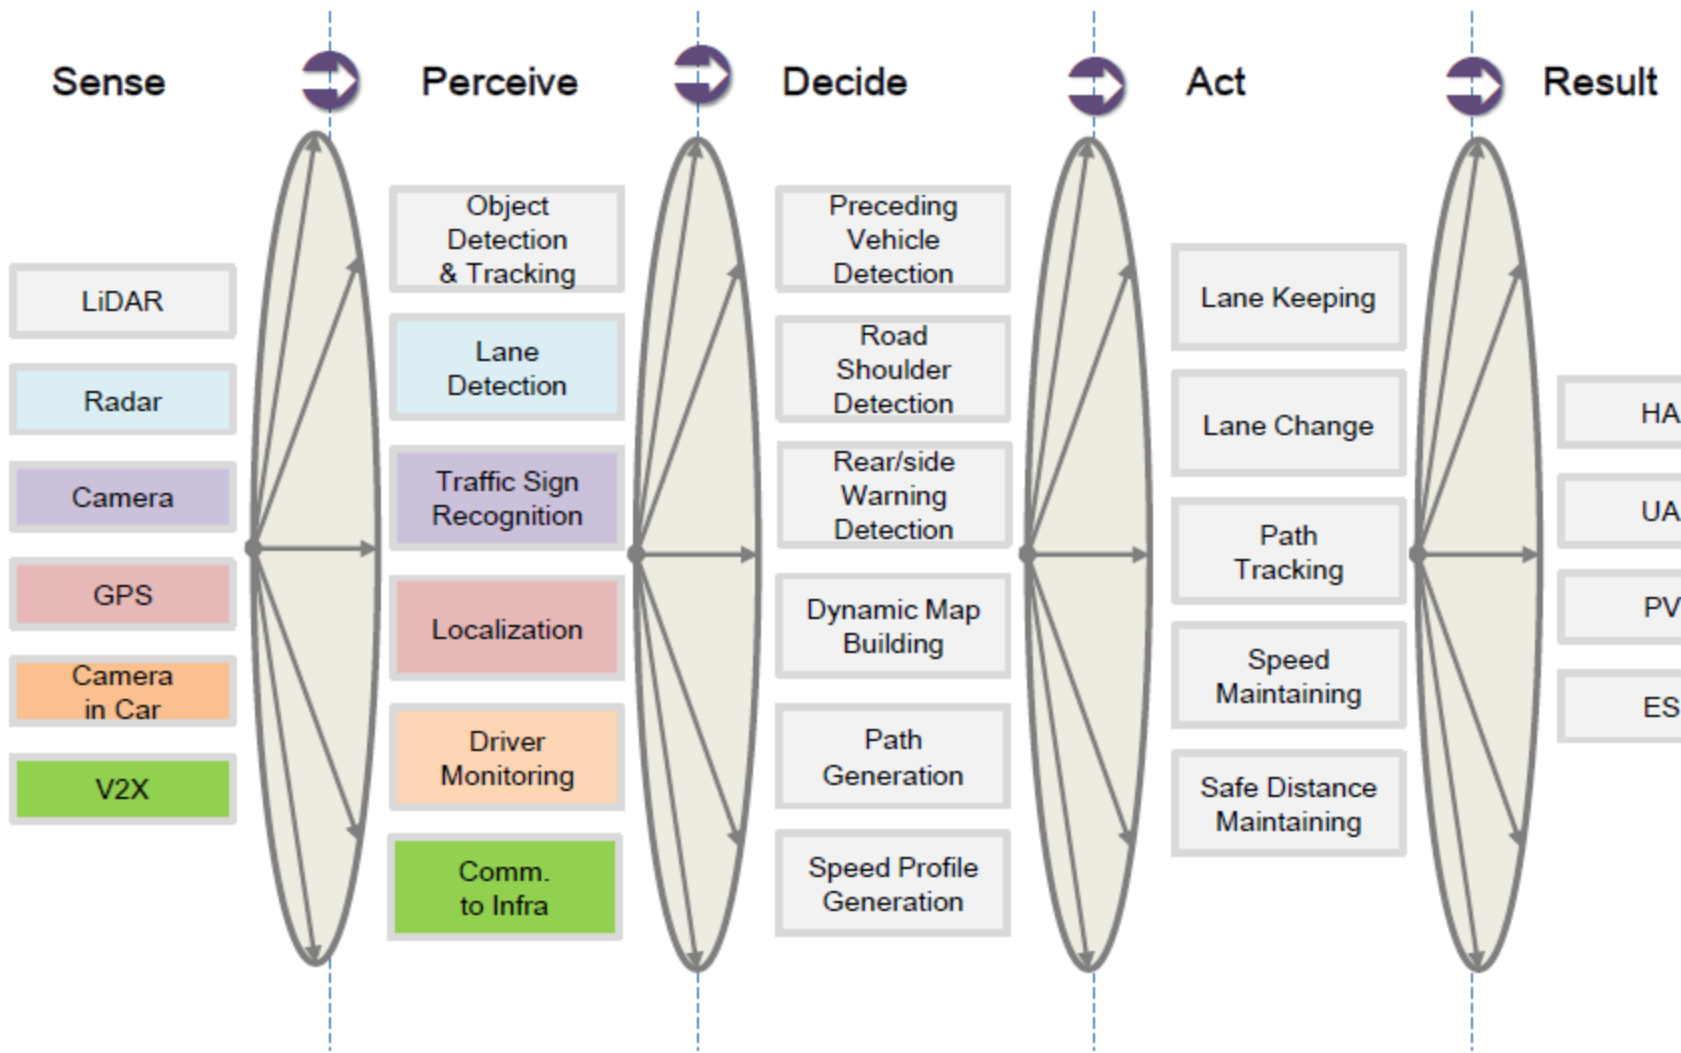 Sense
Perceive
Decide
Act
Result
LiDAR
Radar
Camera
GPS
Camera
in Car
V2X
Object
Detection
& Tracking
Lane
Detection
Traffic Sign
Recognition
Localization
Driver
Monitoring
Comm.
to Infra
Preceding
Vehicle
Detection
Road
Shoulder
Detection
Rear/side
Warning
Detection
Dynamic Map
Building
Path
Generation
Speed Profile
Generation
Lane Keeping
Lane Change
Path
Tracking
Speed
Maintaining
Safe Distance
Maintaining
HA
UA
PV
ES